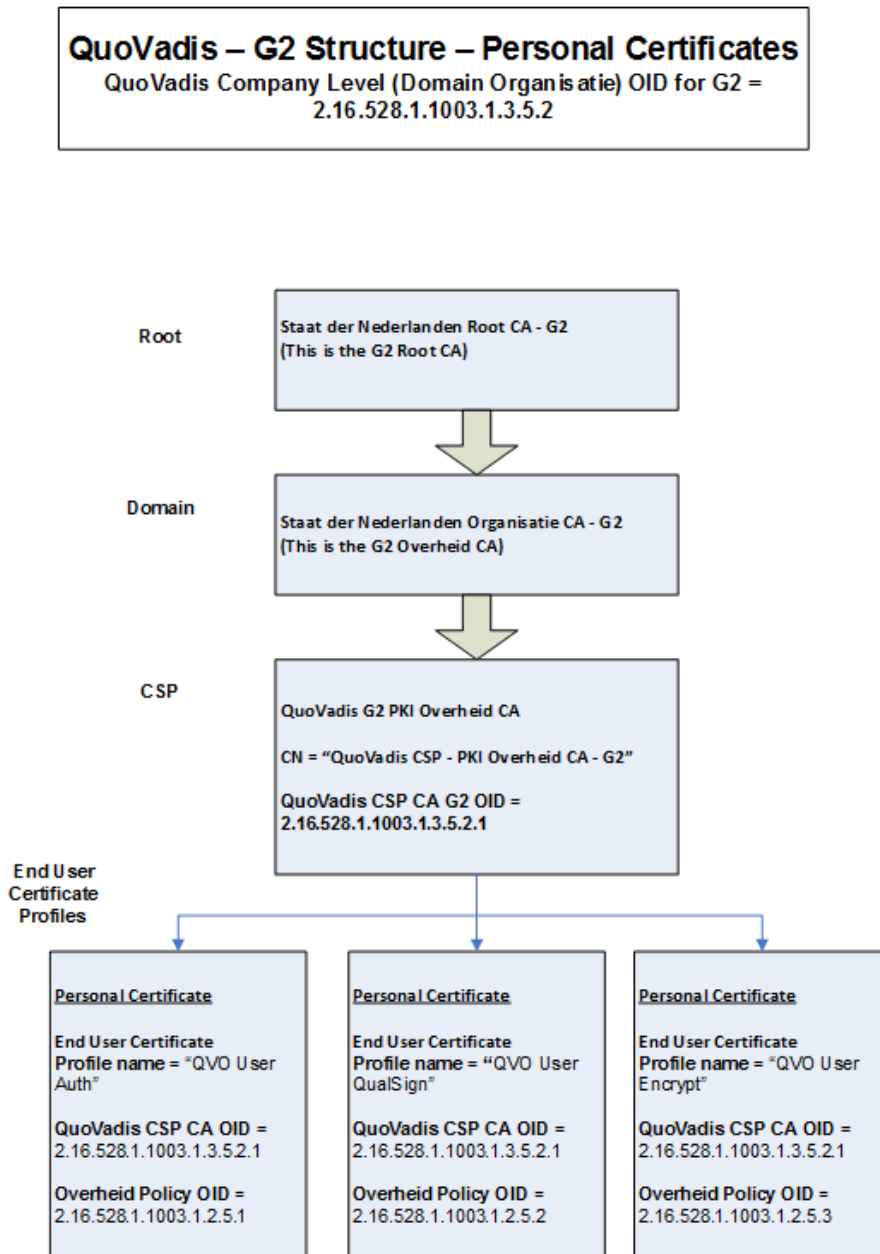 QuoVadis – G2 Structure – Personal Certificates
QuoVadis Company Level (Domain Organisatie) OID for G2 =
2.16.528.1.1003.1.3.5.2
Root
Staat der Nederlanden Root CA - G2
(This is the G2 Root CA)
Domain
Staat der Nederlanden Organisatie CA - G2
(This is the G2 Overheid CA)
CSP
QuoVadis G2 PKI Overheid CA
CN = “QuoVadis CSP - PKI Overheid CA - G2”
QuoVadis CSP CA G2 OID =
2.16.528.1.1003.1.3.5.2.1
End User
Certificate
Profiles
Personal Certificate
End User Certificate
Profile name = “QVO User
Auth”
QuoVadis CSP CA OID =
2.16.528.1.1003.1.3.5.2.1
Overheid Policy OID =
2.16.528.1.1003.1.2.5.1
Personal Certificate
End User Certificate
Profile name = “QVO User
QualSign”
QuoVadis CSP CA OID =
2.16.528.1.1003.1.3.5.2.1
Overheid Policy OID =
2.16.528.1.1003.1.2.5.2
Personal Certificate
End User Certificate
Profile name = “QVO User
Encrypt”
QuoVadis CSP CA OID =
2.16.528.1.1003.1.3.5.2.1
Overheid Policy OID =
2.16.528.1.1003.1.2.5.3